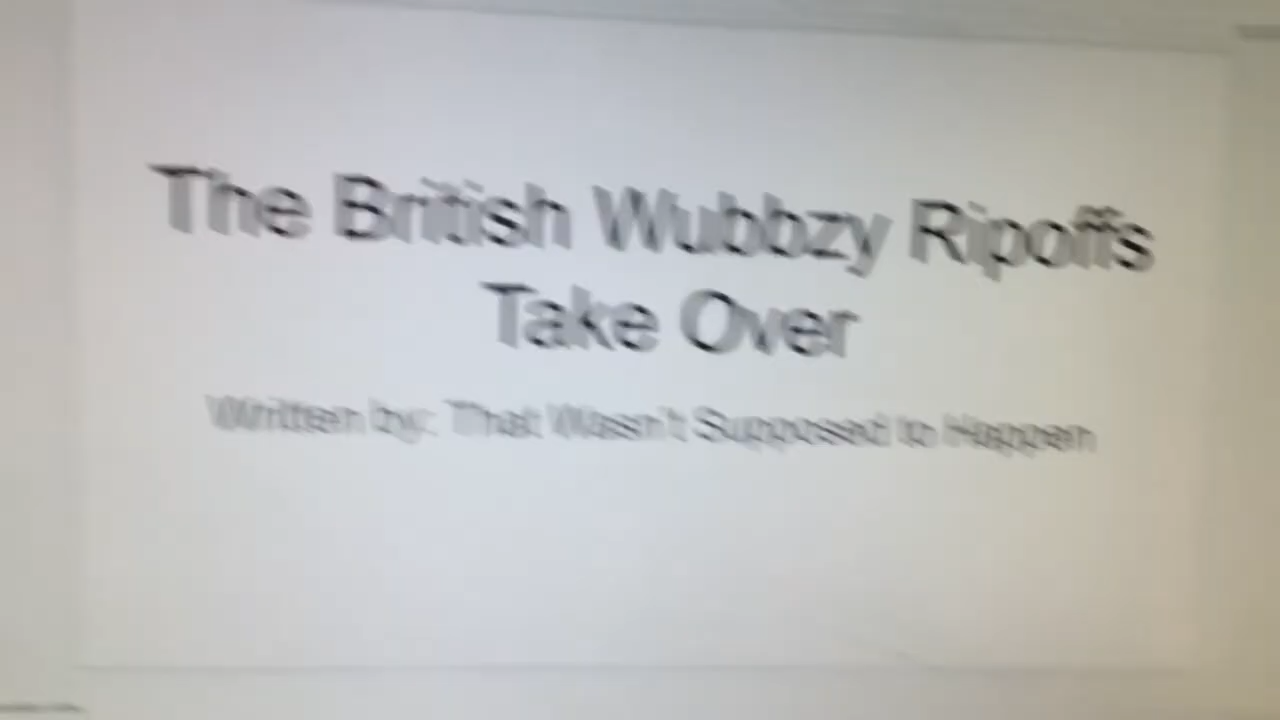 The British Wubbzy Ripoffs
Take Over
Written by: That Wasn't Supposed to Happen